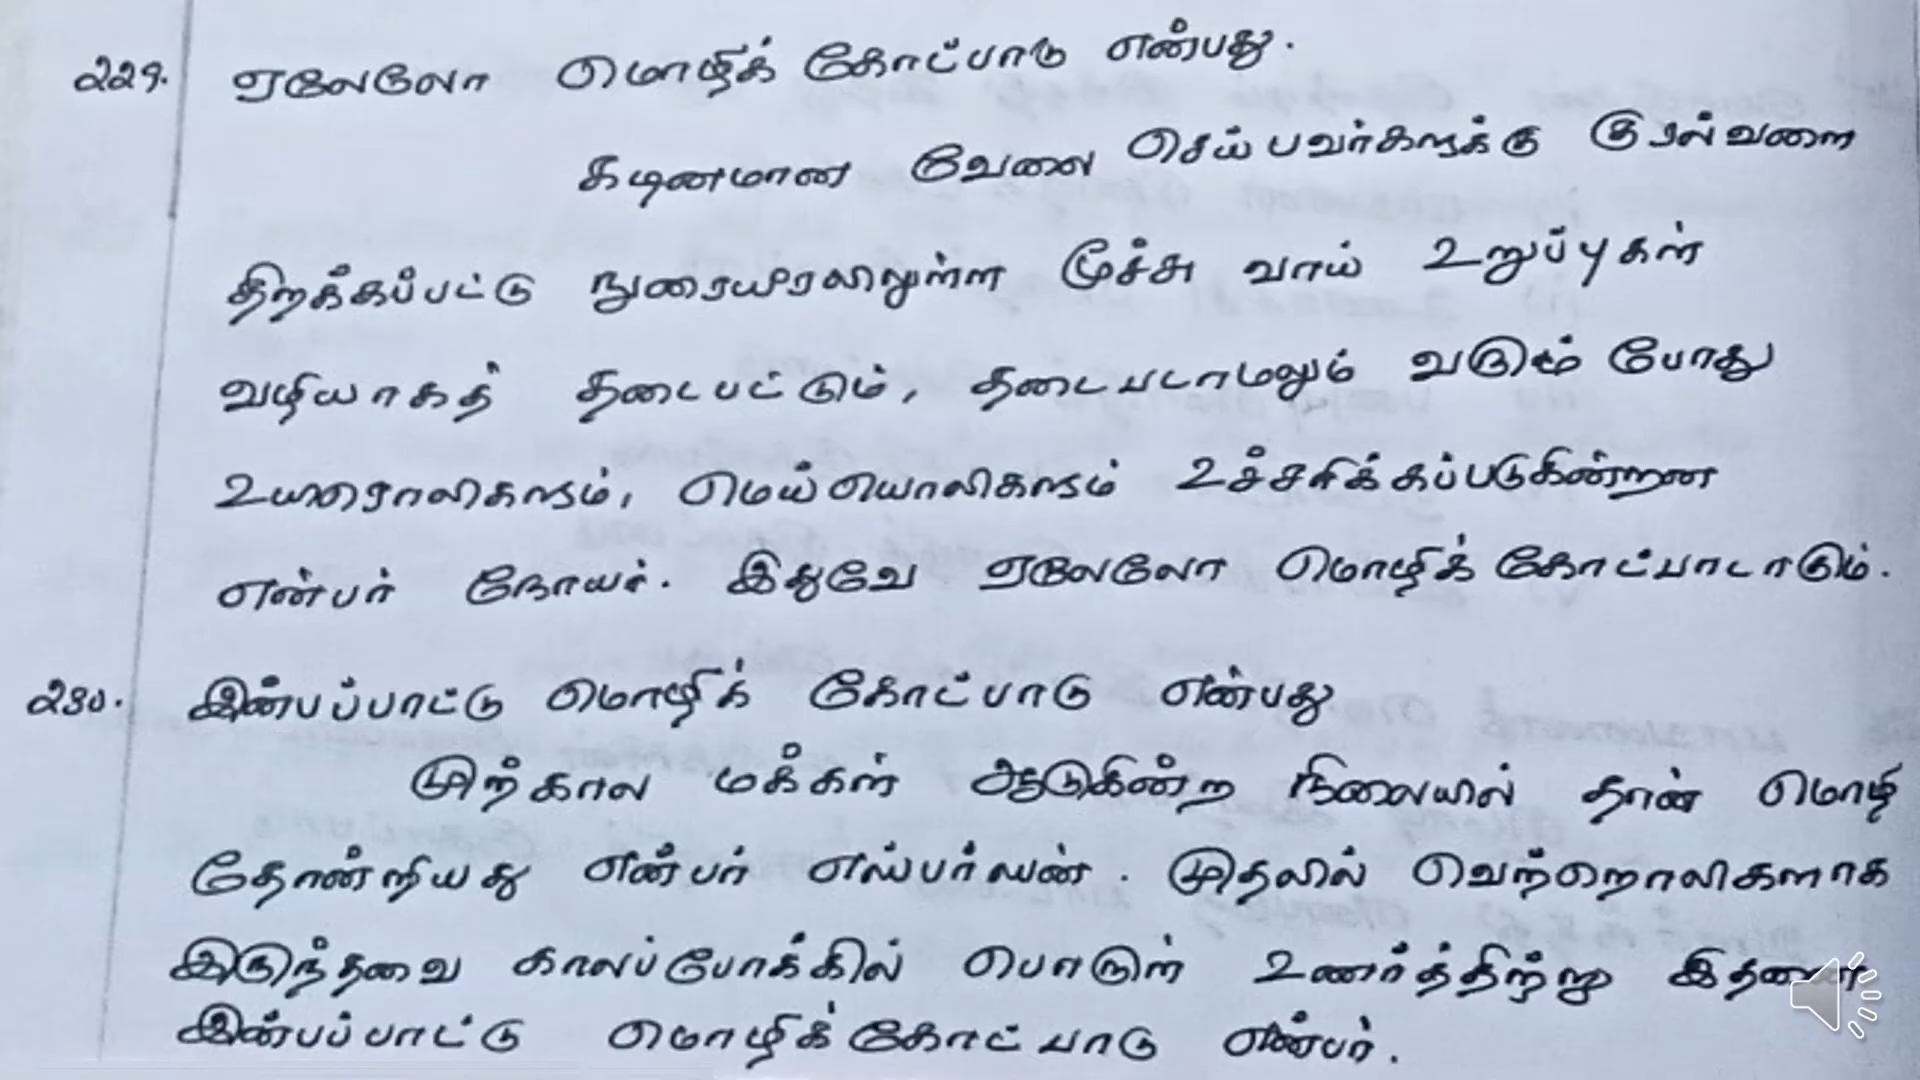 229. ஏலேலோ மொழிக் கோட்பாடு என்பது.
கடினமான வேலை செய்பவர்களுக்கு குரல்வளை
திறக்கப்பட்டு நுரையீரலிலுள்ள மூச்சு வாய் உறுப்புகள்
வழியாகத் தடைபட்டும், தடைபடாமலும் வரும் போது
உயிரொலிகளும், மெய்யொலிகளும் உச்சரிக்கப்படுகின்றன
என்பர் நோயர். இதுவே ஏலேலோ மொழிக் கோட்பாடாகும்.
230. இன்பப்பாட்டு மொழிக் கோட்பாடு என்பது
முற்கால மக்கள் ஆடுகின்ற நிலையில் தான் மொழி
தோன்றியது என்பர் எஸ்பர்ஸன். முதலில் வெற்றொலிகளாக
இருந்தவை காலப்போக்கில் பொருள் உணர்த்திற்று இதனை
இன்பப்பாட்டு மொழிக்கோட்பாடு என்பர்.